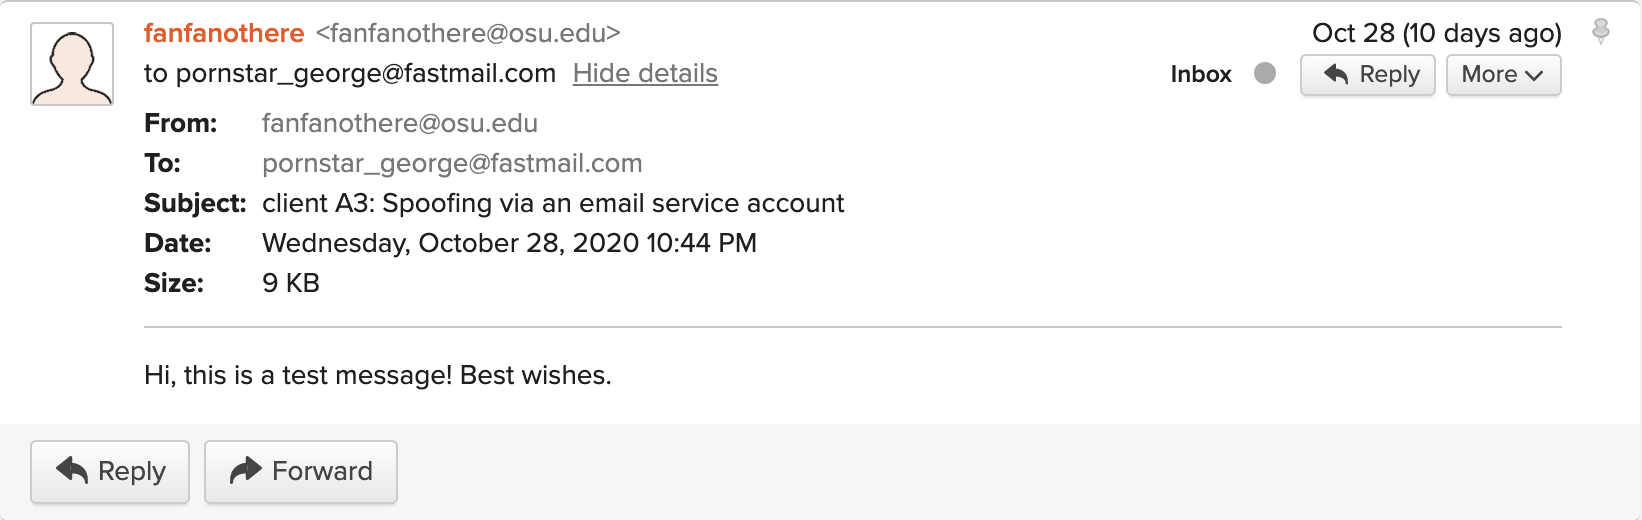 fanfanothere <fanfanothere@osu.edu> Oct 28 (10 days ago)
to pornstar_george@fastmail.com Hide details Inbox Reply More
From: fanfanothere@osu.edu
To: pornstar_george@fastmail.com
Subject: client A3: Spoofing via an email service account
Date: Wednesday, October 28, 2020 10:44 PM
Size: 9 KB
Hi, this is a test message! Best wishes.
Reply Forward